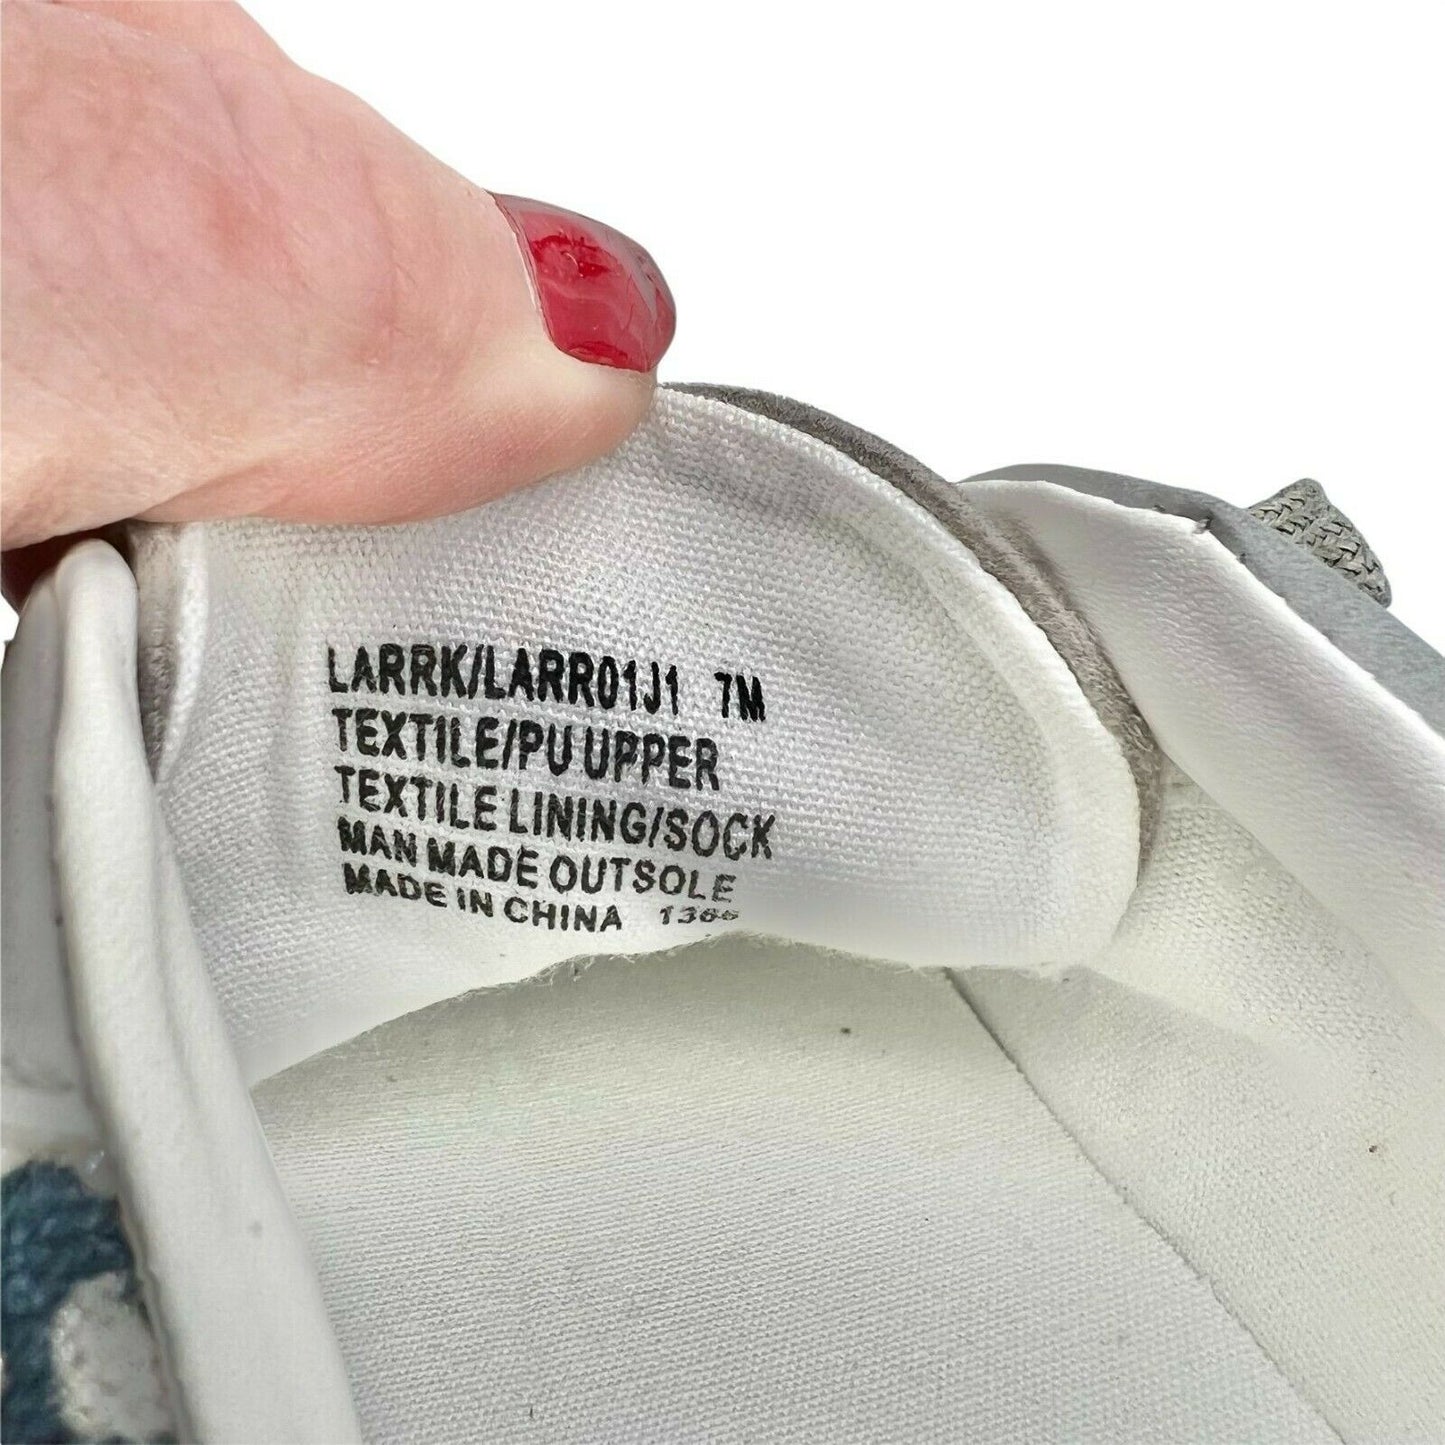 LARRK/LARR01J1 7M
TEXTILE/PU UPPER
TEXTILE LINING/SOCK
MAN MADE OUTSOLE
MADE IN CHINA